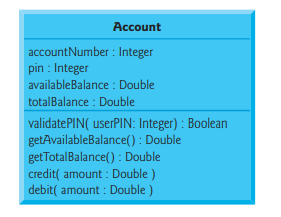 Account
accountNumber : Integer
pin : Integer
availableBalance : Double
totalBalance : Double
validatePIN( userPIN: Integer) : Boolean
getAvailableBalance() : Double
getTotalBalance() : Double
credit( amount : Double )
debit( amount : Double )